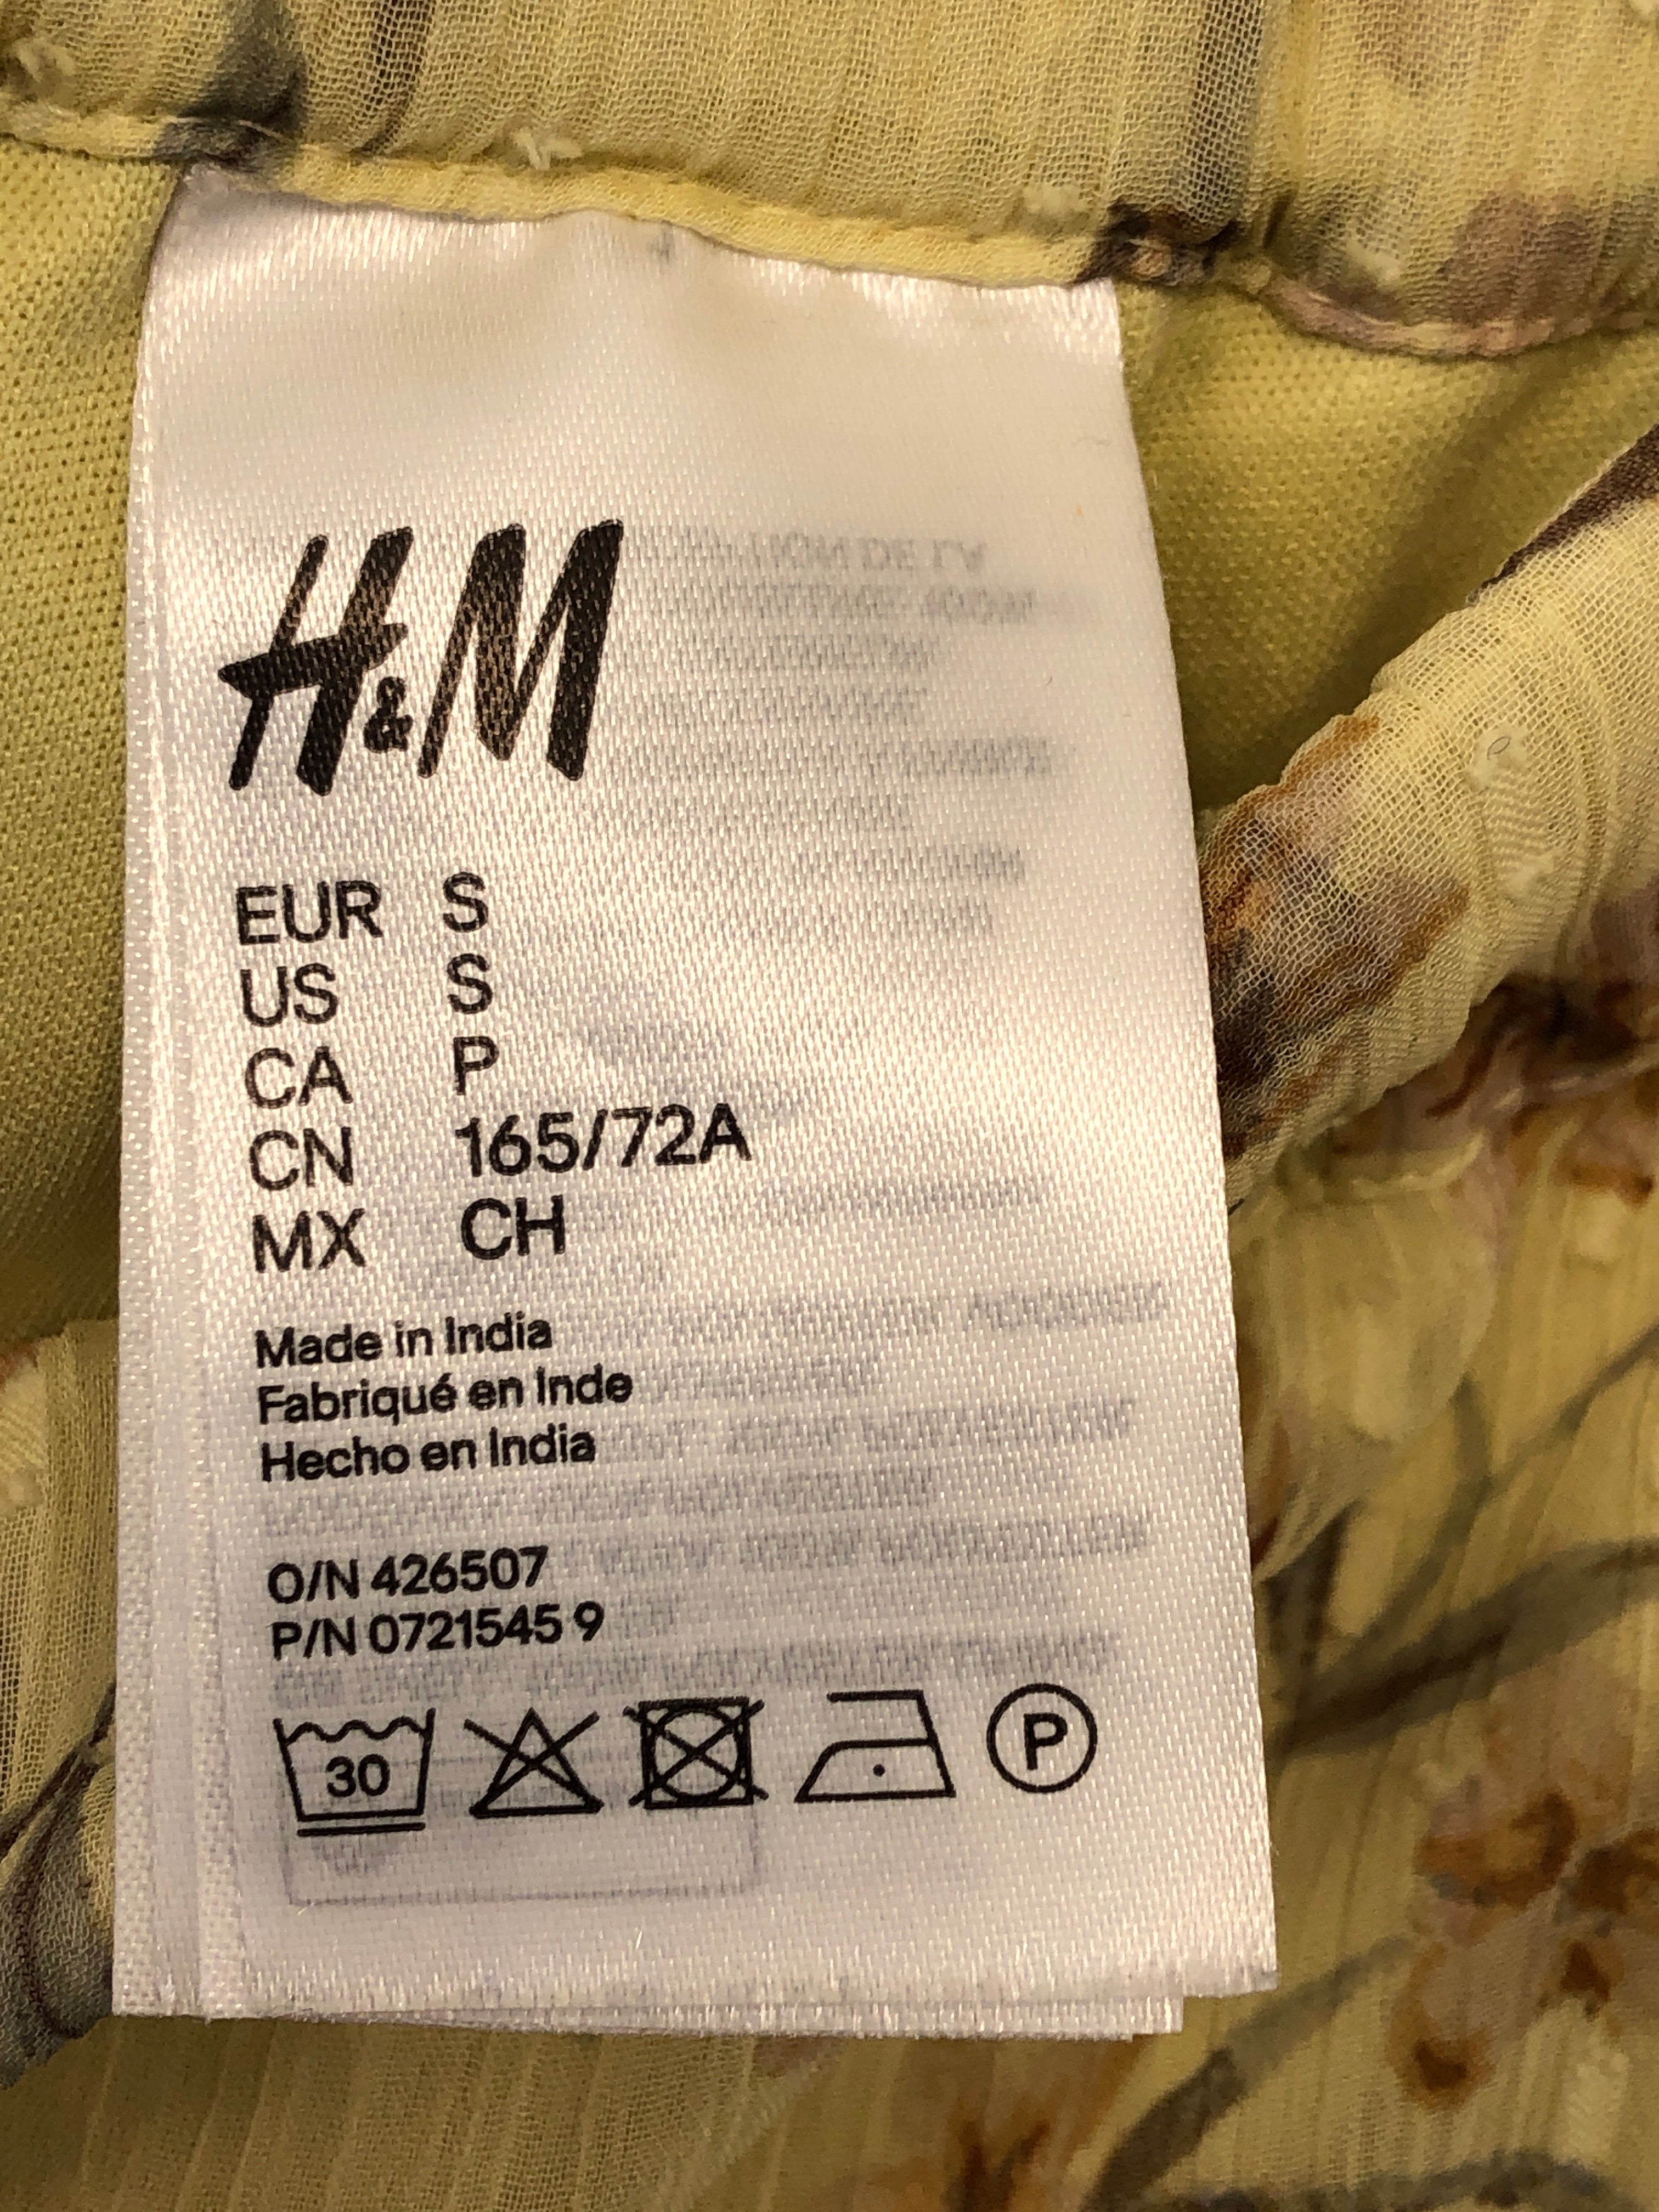 H&M
EUR S
US S
CA P
CN 165/72A
MX CH
Made in India
Fabriqué en Inde
Hecho en India
O/N 426507
P/N 0721545 9
30
P